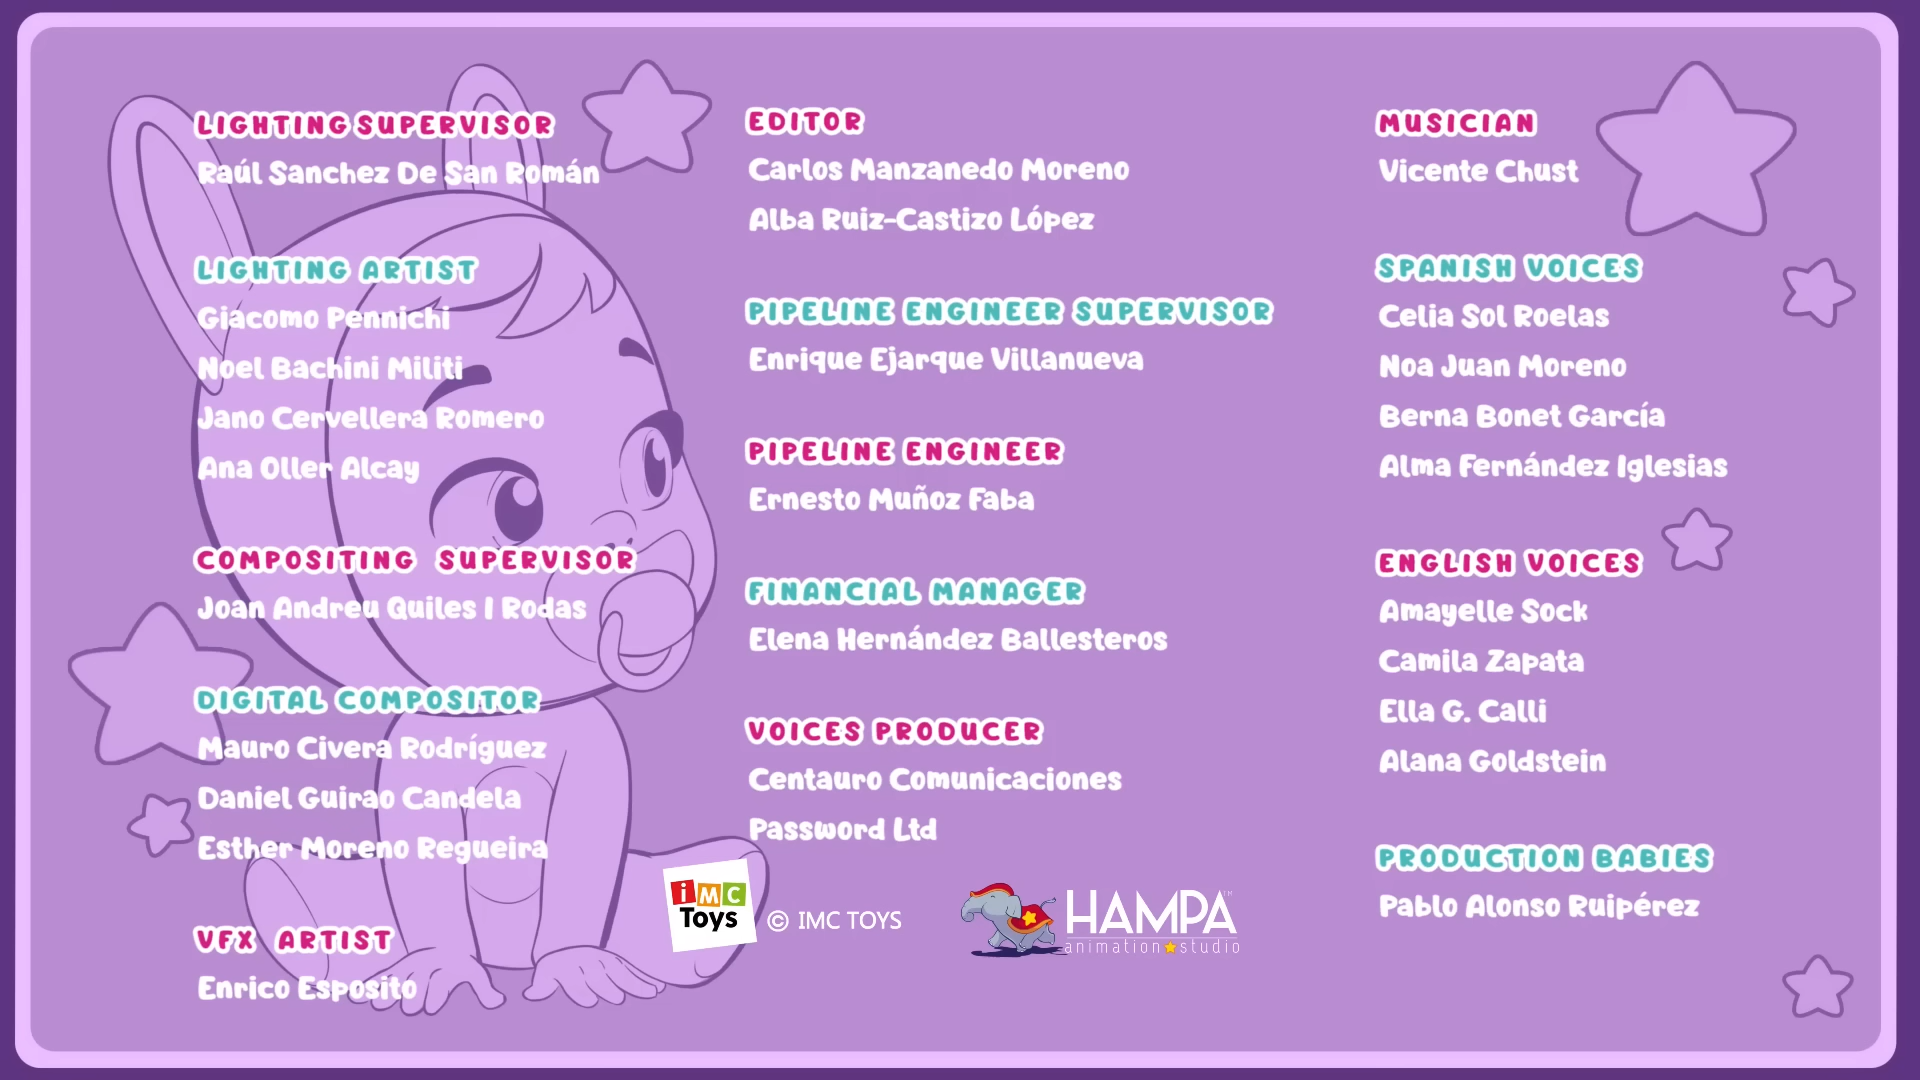 LIGHTING SUPERVISOR
Raúl Sanchez De San Román
LIGHTING ARTIST
Giacomo Pennichi
Noel Bachini Militi
Jano Cervellera Romero
Ana Oller Alcay
COMPOSITING SUPERVISOR
Joan Andreu Quiles I Rodas
DIGITAL COMPOSITOR
Mauro Civera Rodríguez
Daniel Guirao Candela
Esther Moreno Regueira
VFX ARTIST
Enrico Esposito
EDITOR
Carlos Manzanedo Moreno
Alba Ruiz-Castizo López
PIPELINE ENGINEER SUPERVISOR
Enrique Ejarque Villanueva
PIPELINE ENGINEER
Ernesto Muñoz Faba
FINANCIAL MANAGER
Elena Hernández Ballesteros
VOICES PRODUCER
Centauro Comunicaciones
Password Ltd
iMC
Toys
© IMC TOYS
HAMPA™
animation studio
MUSICIAN
Vicente Chust
SPANISH VOICES
Celia Sol Roelas
Noa Juan Moreno
Berna Bonet García
Alma Fernández Iglesias
ENGLISH VOICES
Amayelle Sock
Camila Zapata
Ella G. Calli
Alana Goldstein
PRODUCTION BABIES
Pablo Alonso Ruipérez